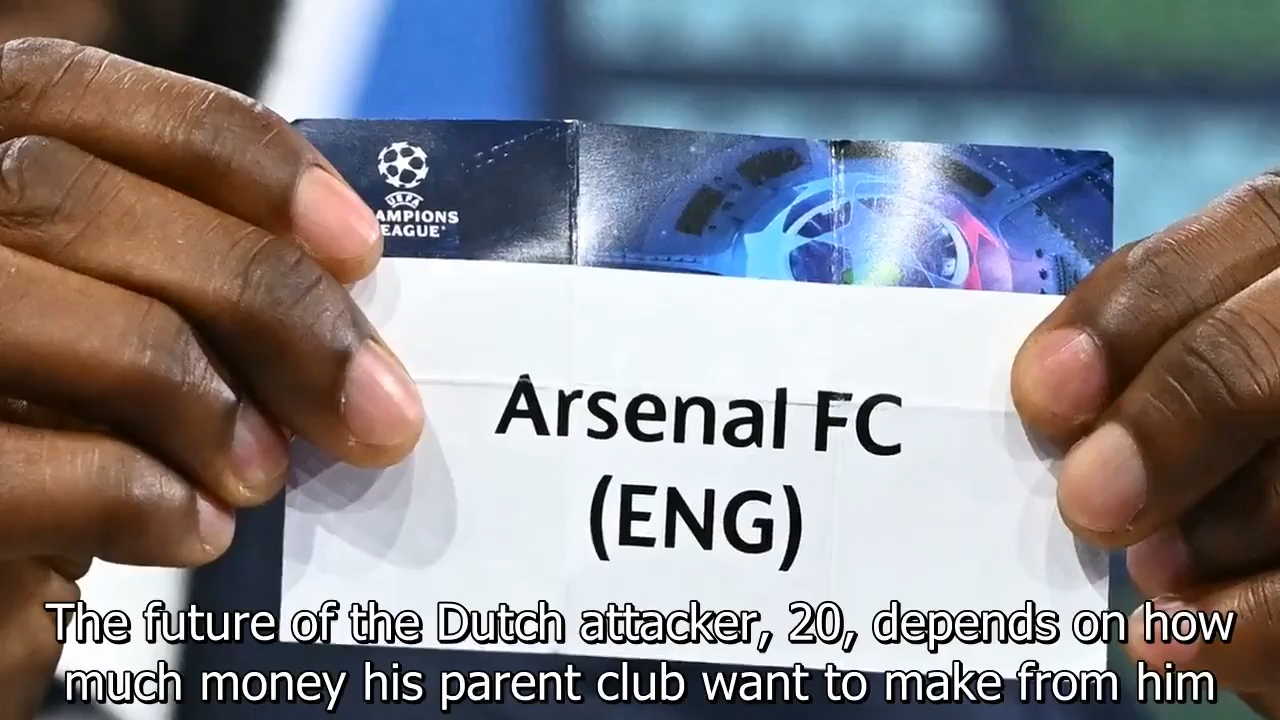 UEFA
AMPIONS
EAGUE
Arsenal FC
(ENG)
The future of the Dutch attacker, 20, depends on how
much money his parent club want to make from him